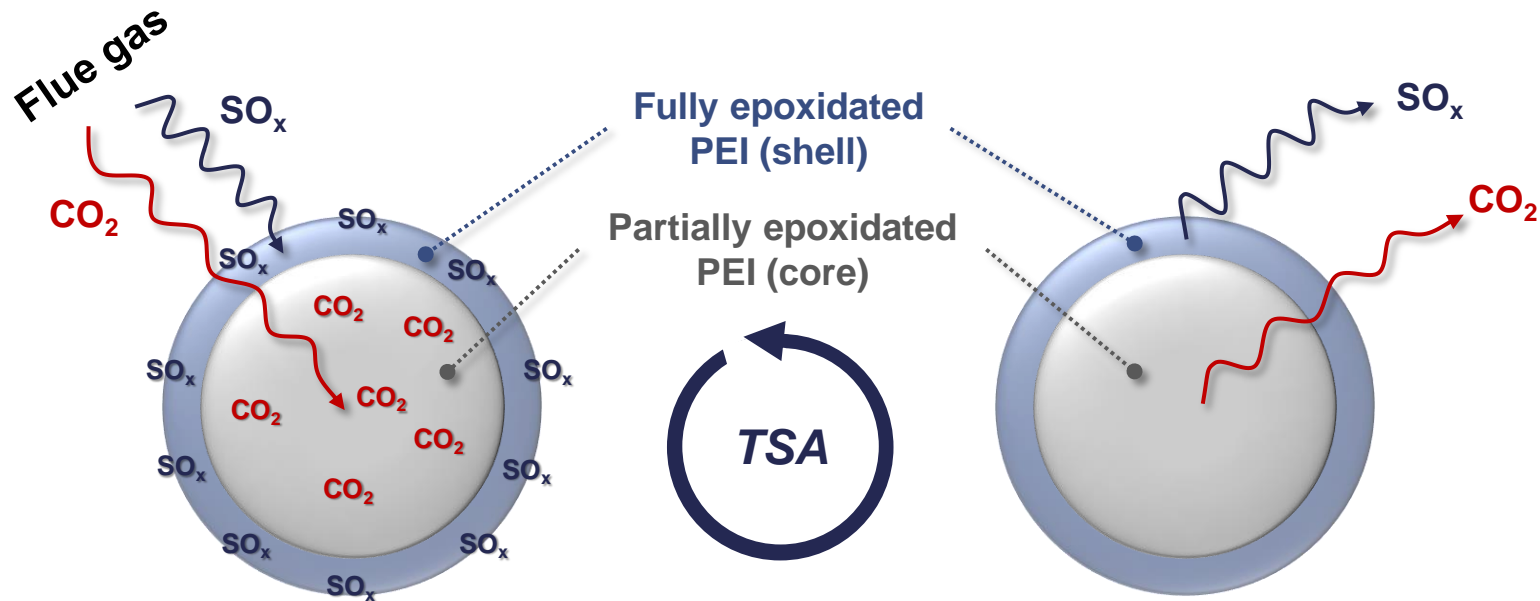 Flue gas
SOₓ
CO₂
Fully epoxidated
PEI (shell)
Partially epoxidated
PEI (core)
SOₓ
CO₂
SOₓ
SOₓ
SOₓ
CO₂
CO₂
SOₓ
SOₓ
CO₂
CO₂
CO₂
TSA
SOₓ
SOₓ
CO₂
SOₓ
SOₓ
SOₓ